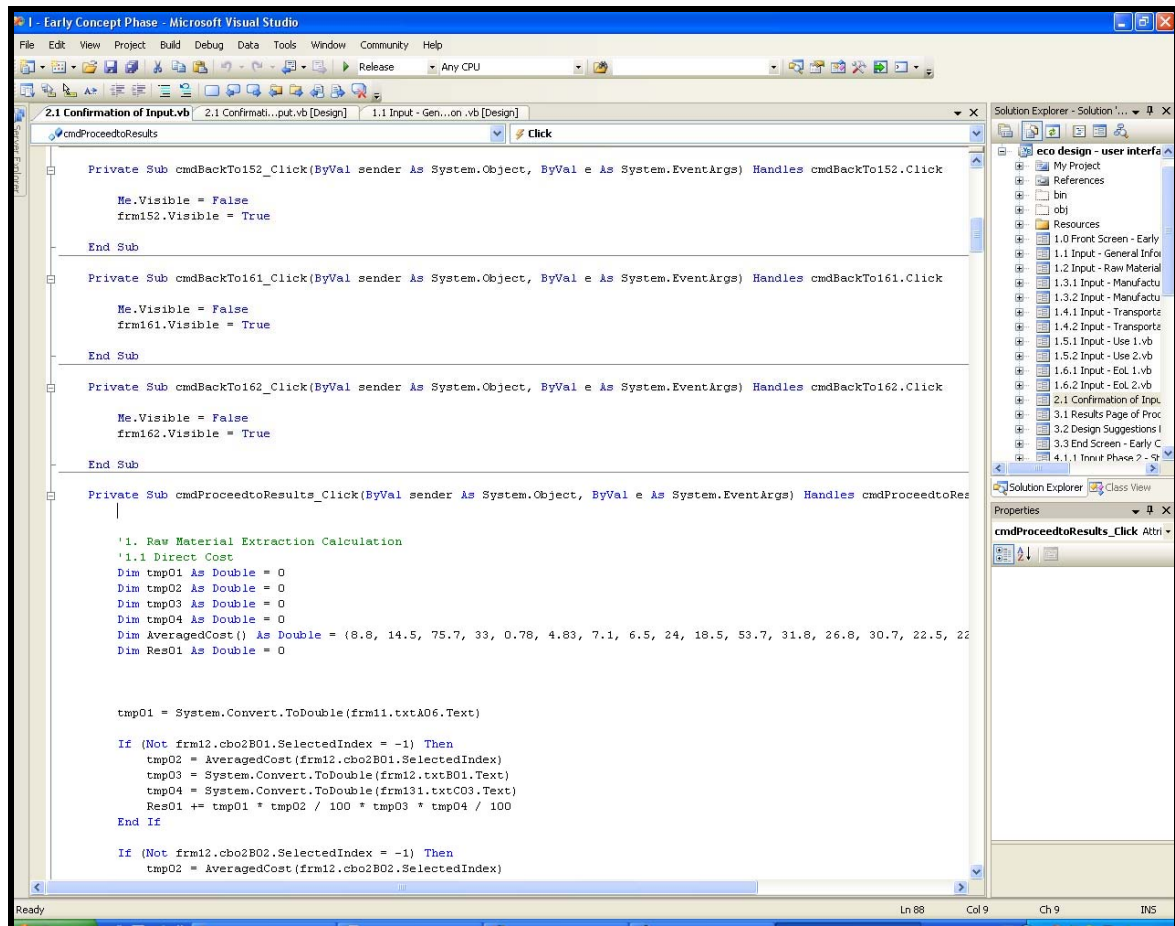 I - Early Concept Phase - Microsoft Visual Studio
File Edit View Project Build Debug Data Tools Window Community Help
Release Any CPU
2.1 Confirmation of Input.vb 2.1 Confirmati...put.vb [Design] 1.1 Input - Gen...on .vb [Design]
cmdProceedtoResults Click
Server Explorer
Private Sub cmdBackTo152_Click(ByVal sender As System.Object, ByVal e As System.EventArgs) Handles cmdBackTo152.Click
Me.Visible = False
frm152.Visible = True
End Sub
Private Sub cmdBackTo161_Click(ByVal sender As System.Object, ByVal e As System.EventArgs) Handles cmdBackTo161.Click
Me.Visible = False
frm161.Visible = True
End Sub
Private Sub cmdBackTo162_Click(ByVal sender As System.Object, ByVal e As System.EventArgs) Handles cmdBackTo162.Click
Me.Visible = False
frm162.Visible = True
End Sub
Private Sub cmdProceedtoResults_Click(ByVal sender As System.Object, ByVal e As System.EventArgs) Handles cmdProceedtoRes
'1. Raw Material Extraction Calculation
'1.1 Direct Cost
Dim tmp01 As Double = 0
Dim tmp02 As Double = 0
Dim tmp03 As Double = 0
Dim tmp04 As Double = 0
Dim AveragedCost() As Double = {8.8, 14.5, 75.7, 33, 0.78, 4.83, 7.1, 6.5, 24, 18.5, 53.7, 31.8, 26.8, 30.7, 22.5, 22
Dim Res01 As Double = 0
tmp01 = System.Convert.ToDouble(frm11.txtA06.Text)
If (Not frm12.cbo2B01.SelectedIndex = -1) Then
tmp02 = AveragedCost(frm12.cbo2B01.SelectedIndex)
tmp03 = System.Convert.ToDouble(frm12.txtB01.Text)
tmp04 = System.Convert.ToDouble(frm131.txtC03.Text)
Res01 += tmp01 * tmp02 / 100 * tmp03 * tmp04 / 100
End If
If (Not frm12.cbo2B02.SelectedIndex = -1) Then
tmp02 = AveragedCost(frm12.cbo2B02.SelectedIndex)
Solution Explorer - Solution '...
eco design - user interfa
My Project
References
bin
obj
Resources
1.0 Front Screen - Early
1.1 Input - General Infor
1.2 Input - Raw Material
1.3.1 Input - Manufactu
1.3.2 Input - Manufactu
1.4.1 Input - Transporta
1.4.2 Input - Transporta
1.5.1 Input - Use 1.vb
1.5.2 Input - Use 2.vb
1.6.1 Input - EoL 1.vb
1.6.2 Input - EoL 2.vb
2.1 Confirmation of Inpu
3.1 Results Page of Proc
3.2 Design Suggestions
3.3 End Screen - Early C
4.1.1 Input Phase 2 - St
Solution Explorer Class View
Properties
cmdProceedtoResults_Click Attri
Ready Ln 88 Col 9 Ch 9 INS